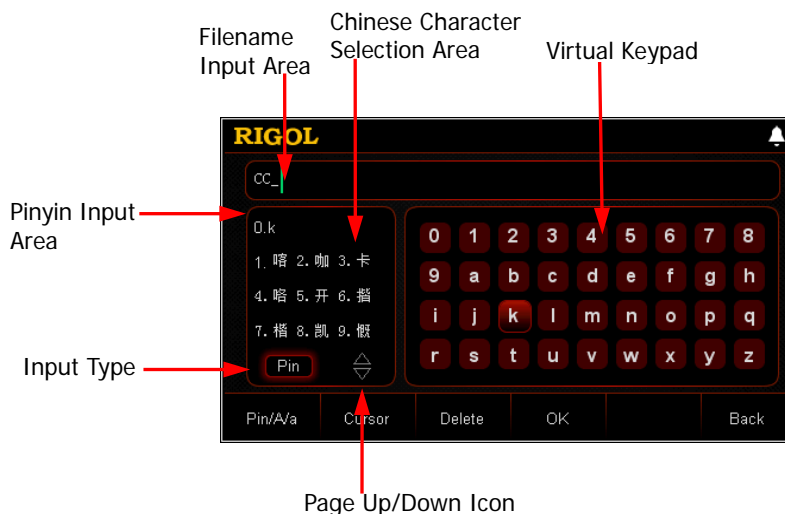 Filename
Input Area
Chinese Character
Selection Area
Virtual Keypad
RIGOL
CC_
Pinyin Input
Area
0.k
1.喀 2.咖 3.卡
4.咯 5.开 6.揩
7.楷 8.凯 9.慨
Input Type
Pin
0 1 2 3 4 5 6 7 8
9 a b c d e f g h
i j k l m n o p q
r s t u v w x y z
Pin/A/a Cursor Delete OK Back
Page Up/Down Icon